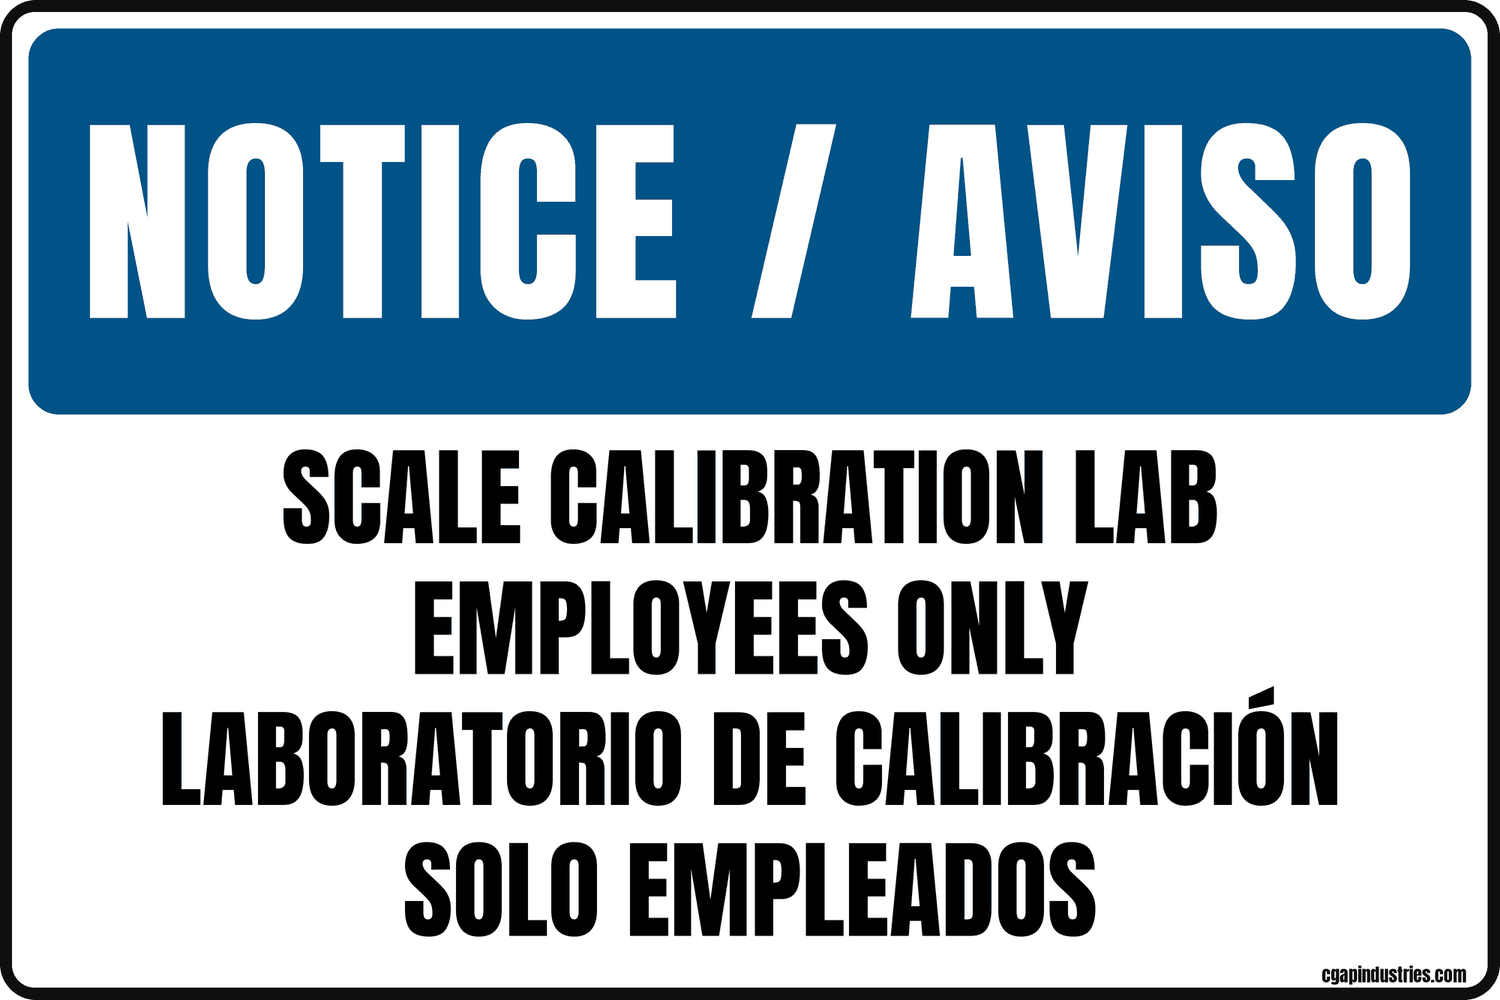 NOTICE / AVISO
SCALE CALIBRATION LAB
EMPLOYEES ONLY
LABORATORIO DE CALIBRACIÓN
SOLO EMPLEADOS
cgapindustries.com